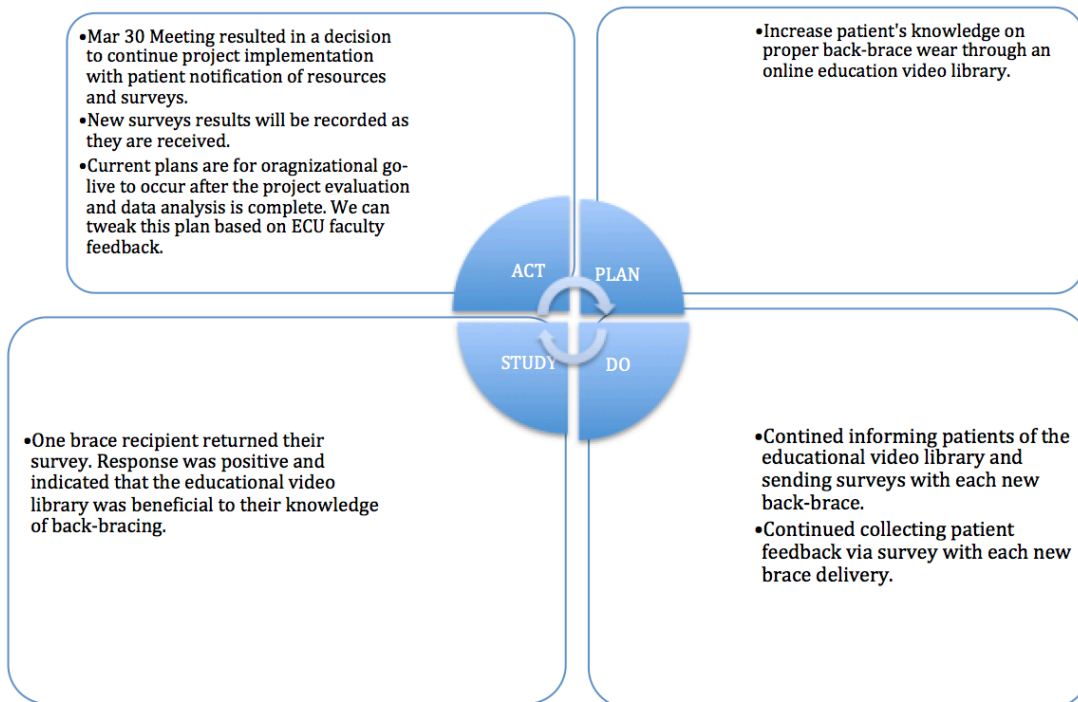 •Mar 30 Meeting resulted in a decision
to continue project implementation
with patient notification of resources
and surveys.
•New surveys results will be recorded as
they are received.
•Current plans are for oragnizational go-
live to occur after the project evaluation
and data analysis is complete. We can
tweak this plan based on ECU faculty
feedback.
•Increase patient's knowledge on
proper back-brace wear through an
online education video library.
ACT
PLAN
STUDY
DO
•One brace recipient returned their
survey. Response was positive and
indicated that the educational video
library was beneficial to their knowledge
of back-bracing.
•Contined informing patients of the
educational video library and
sending surveys with each new
back-brace.
•Continued collecting patient
feedback via survey with each new
brace delivery.